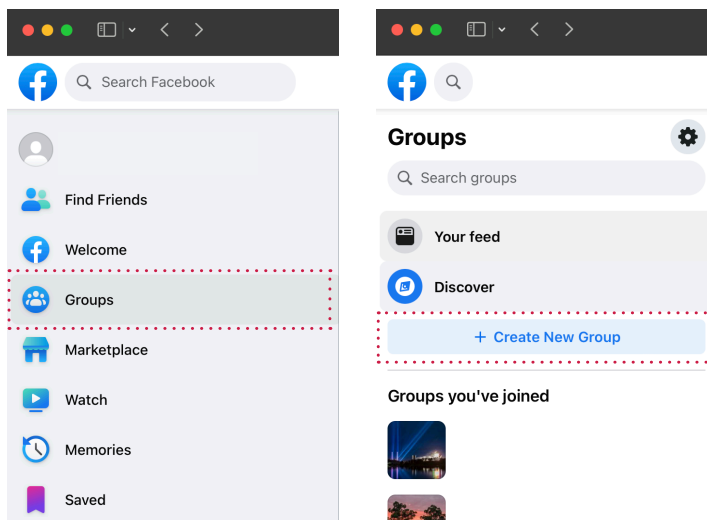 Search Facebook
Find Friends
Welcome
Groups
Marketplace
Watch
Memories
Saved
Groups
Search groups
Your feed
Discover
+ Create New Group
Groups you've joined